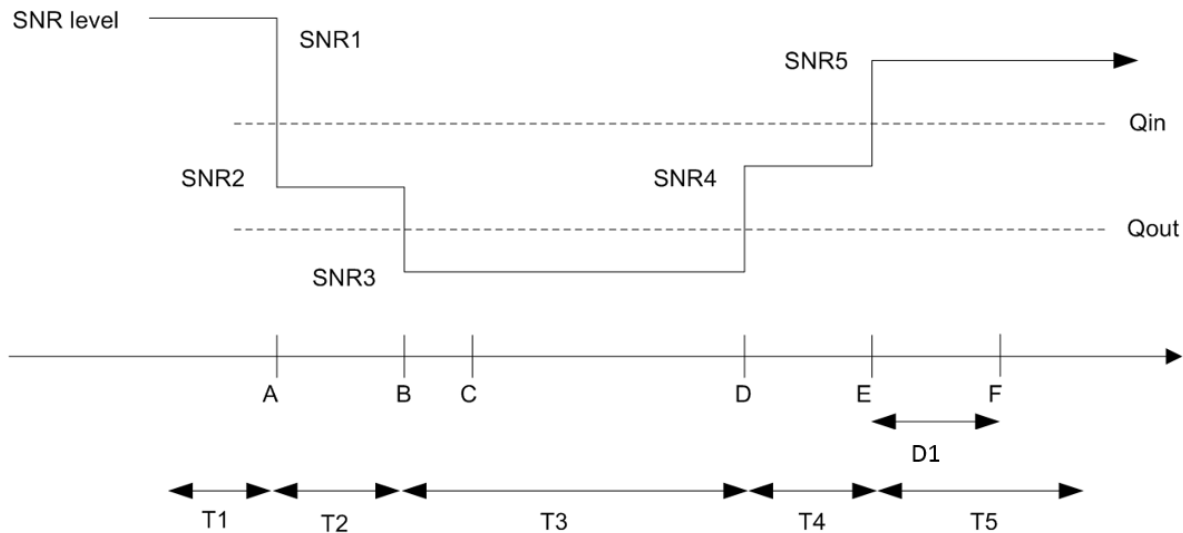 SNR level
SNR1
SNR5
Qin
SNR2
SNR4
Qout
SNR3
A B C D E F
D1
T1 T2 T3 T4 T5